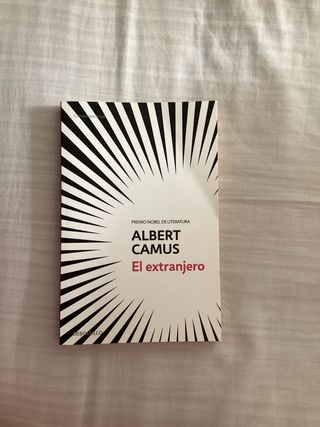 PREMIO NOBEL DE LITERATURA
ALBERT
CAMUS
El extranjero